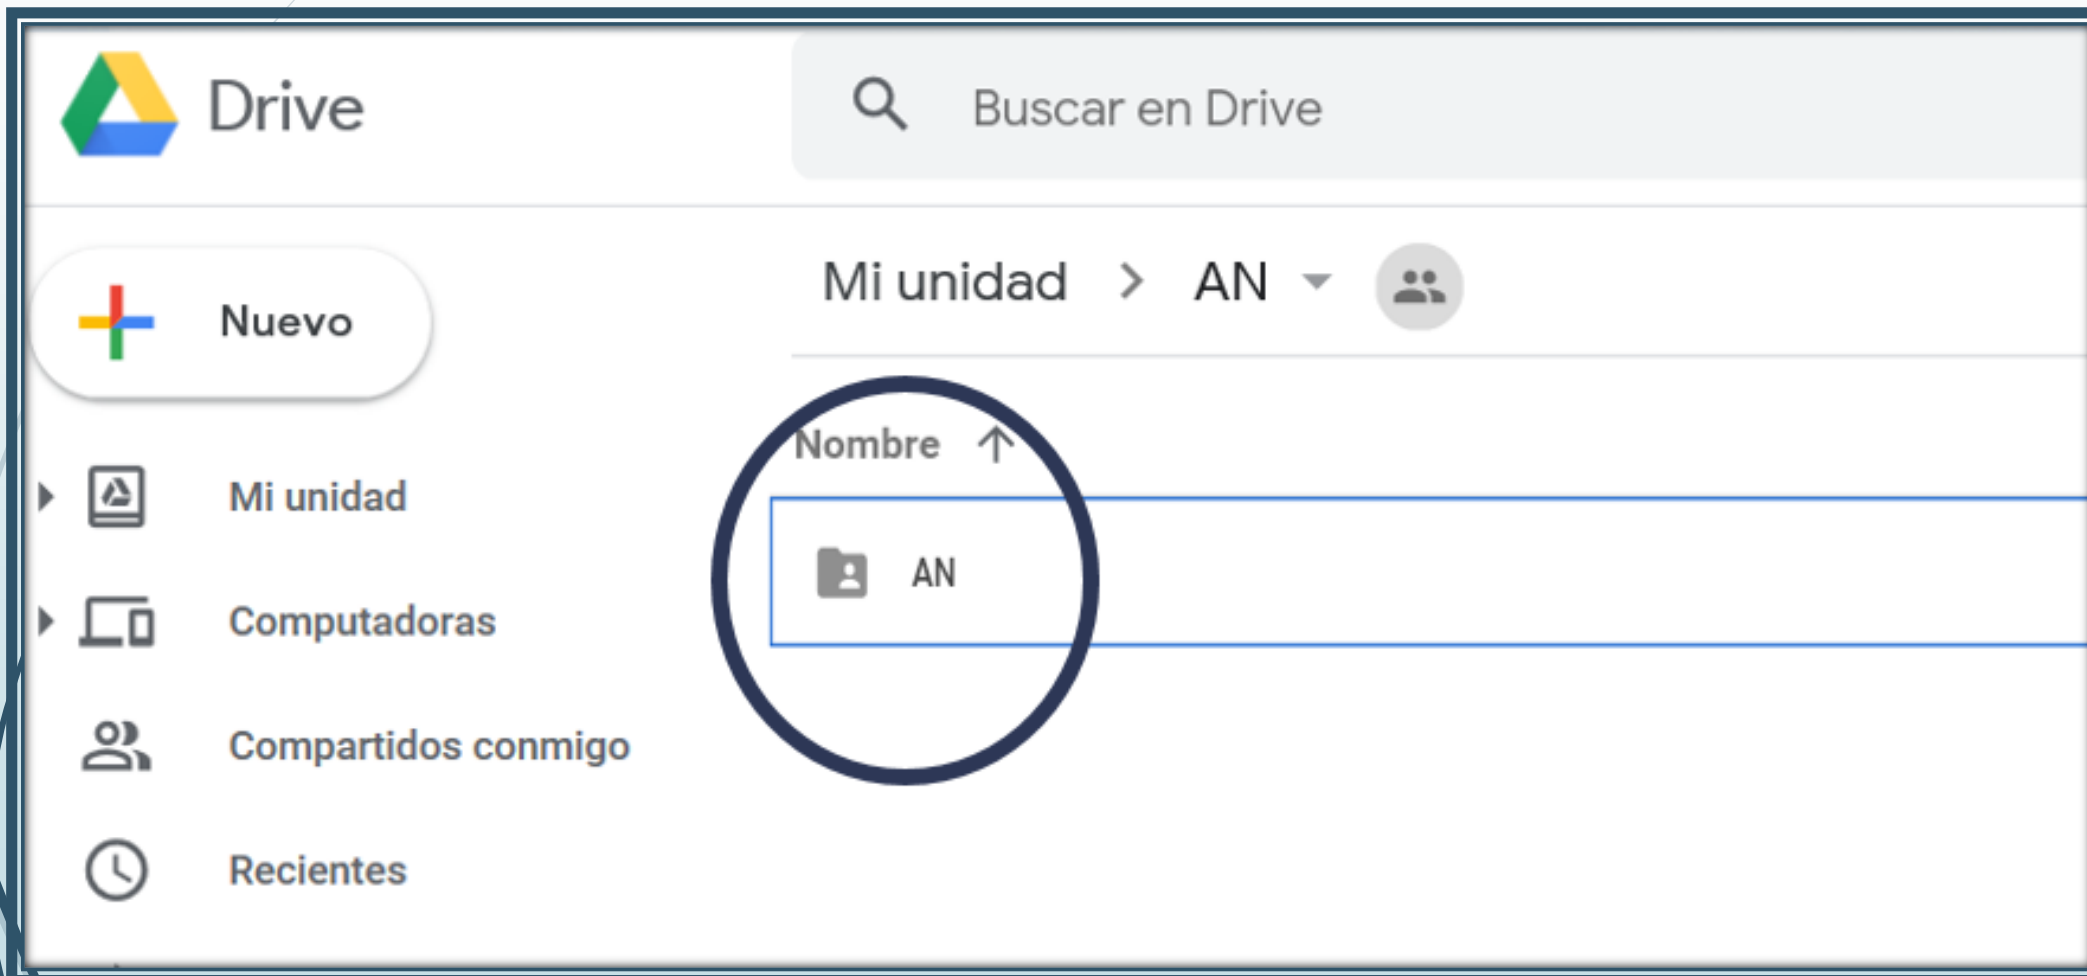 Drive
Buscar en Drive
Nuevo
Mi unidad > AN
Nombre ↑
AN
Mi unidad
Computadoras
Compartidos conmigo
Recientes